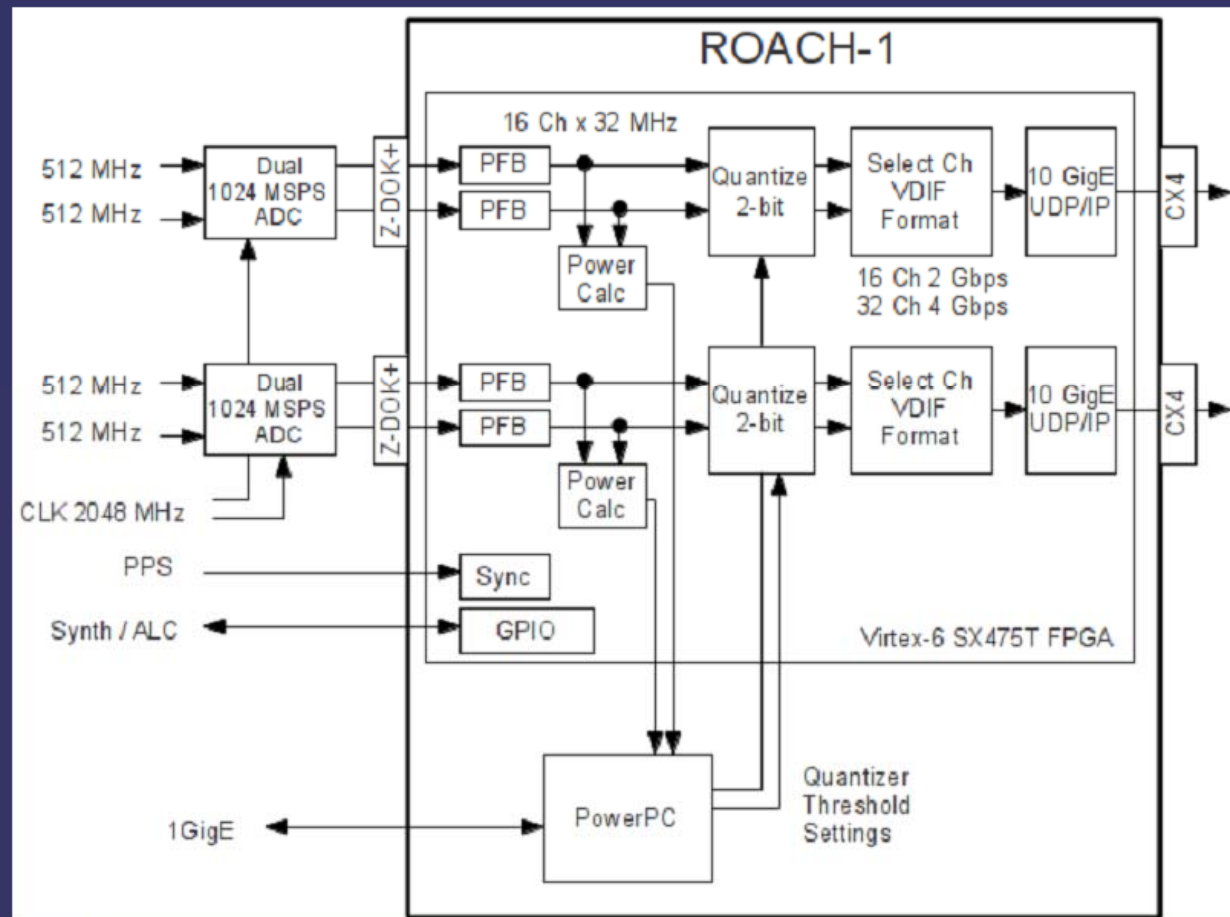 ROACH-1
16 Ch x 32 MHz
512 MHz
512 MHz
Dual
1024 MSPS
ADC
Z-DOK+
PFB
PFB
Power
Calc
Quantize
2-bit
Select Ch
VDIF
Format
10 GigE
UDP/IP
CX4
16 Ch 2 Gbps
32 Ch 4 Gbps
512 MHz
512 MHz
Dual
1024 MSPS
ADC
Z-DOK+
PFB
PFB
Power
Calc
Quantize
2-bit
Select Ch
VDIF
Format
10 GigE
UDP/IP
CX4
CLK 2048 MHz
PPS
Sync
Synth / ALC
GPIO
Virtex-6 SX475T FPGA
1GigE
PowerPC
Quantizer
Threshold
Settings